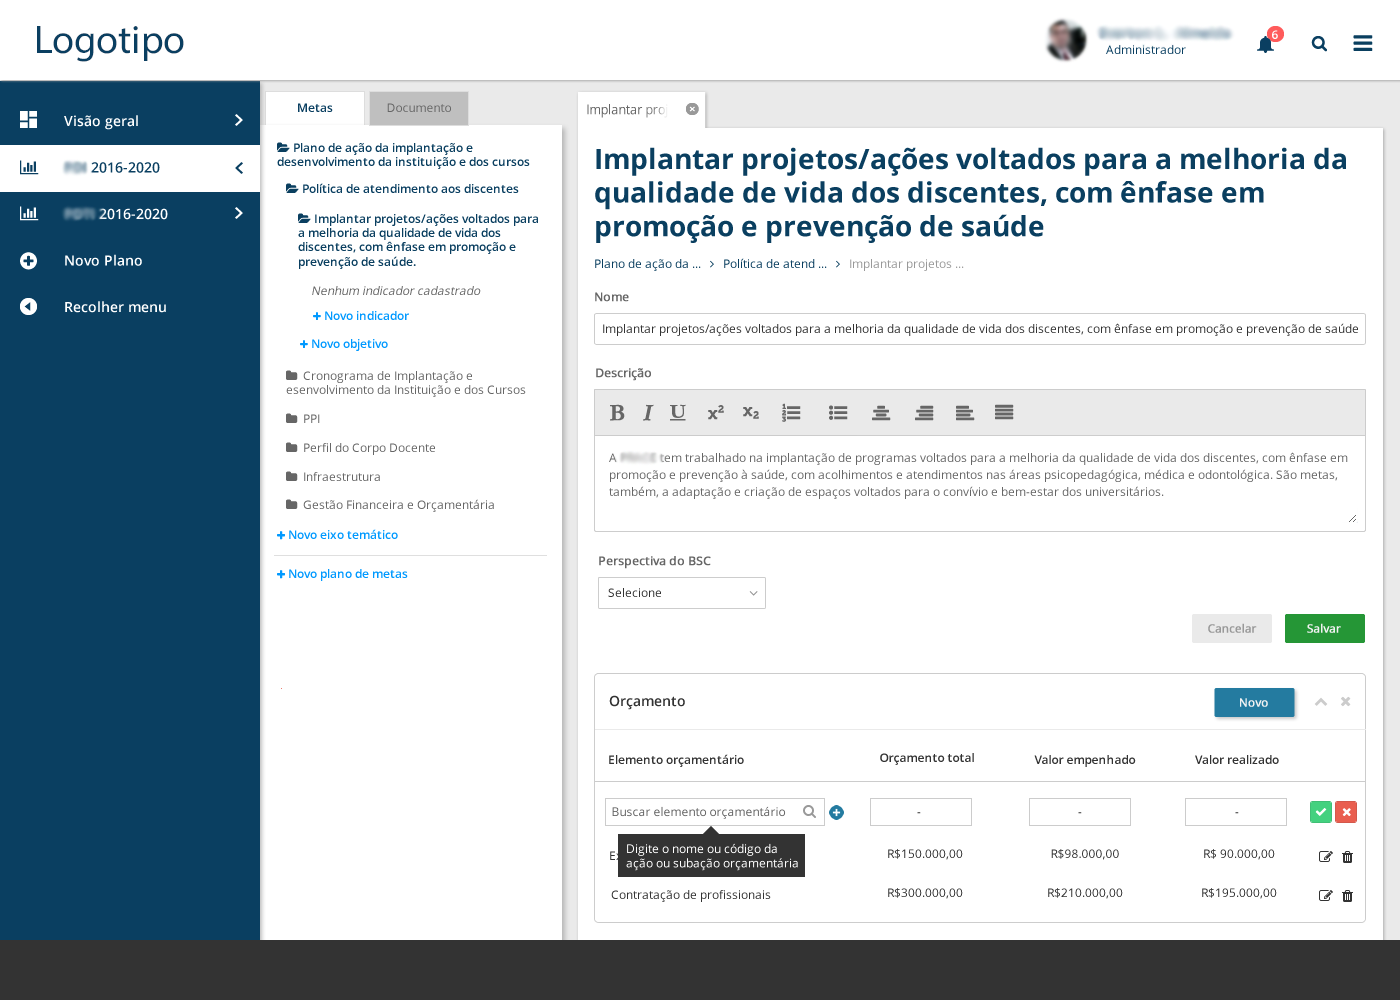 Logotipo
Administrador
6
Visão geral
2016-2020
2016-2020
Novo Plano
Recolher menu
Metas
Documento
Plano de ação da implantação e
desenvolvimento da instituição e dos cursos
Política de atendimento aos discentes
Implantar projetos/ações voltados para
a melhoria da qualidade de vida dos
discentes, com ênfase em promoção e
prevenção de saúde.
Nenhum indicador cadastrado
+ Novo indicador
+ Novo objetivo
Cronograma de Implantação e
esenvolvimento da Instituição e dos Cursos
PPI
Perfil do Corpo Docente
Infraestrutura
Gestão Financeira e Orçamentária
+ Novo eixo temático
+ Novo plano de metas
Implantar pro
Implantar projetos/ações voltados para a melhoria da
qualidade de vida dos discentes, com ênfase em
promoção e prevenção de saúde
Plano de ação da ... > Política de atend ... > Implantar projetos ...
Nome
Implantar projetos/ações voltados para a melhoria da qualidade de vida dos discentes, com ênfase em promoção e prevenção de saúde
Descrição
B I U x² x₂
A tem trabalhado na implantação de programas voltados para a melhoria da qualidade de vida dos discentes, com ênfase em
promoção e prevenção à saúde, com acolhimentos e atendimentos nas áreas psicopedagógica, médica e odontológica. São metas,
também, a adaptação e criação de espaços voltados para o convívio e bem-estar dos universitários.
Perspectiva do BSC
Selecione
Cancelar
Salvar
Orçamento
Novo
Elemento orçamentário Orçamento total Valor empenhado Valor realizado
Buscar elemento orçamentário - - -
Digite o nome ou código da
ação ou subação orçamentária
R$150.000,00 R$98.000,00 R$ 90.000,00
Contratação de profissionais R$300.000,00 R$210.000,00 R$195.000,00